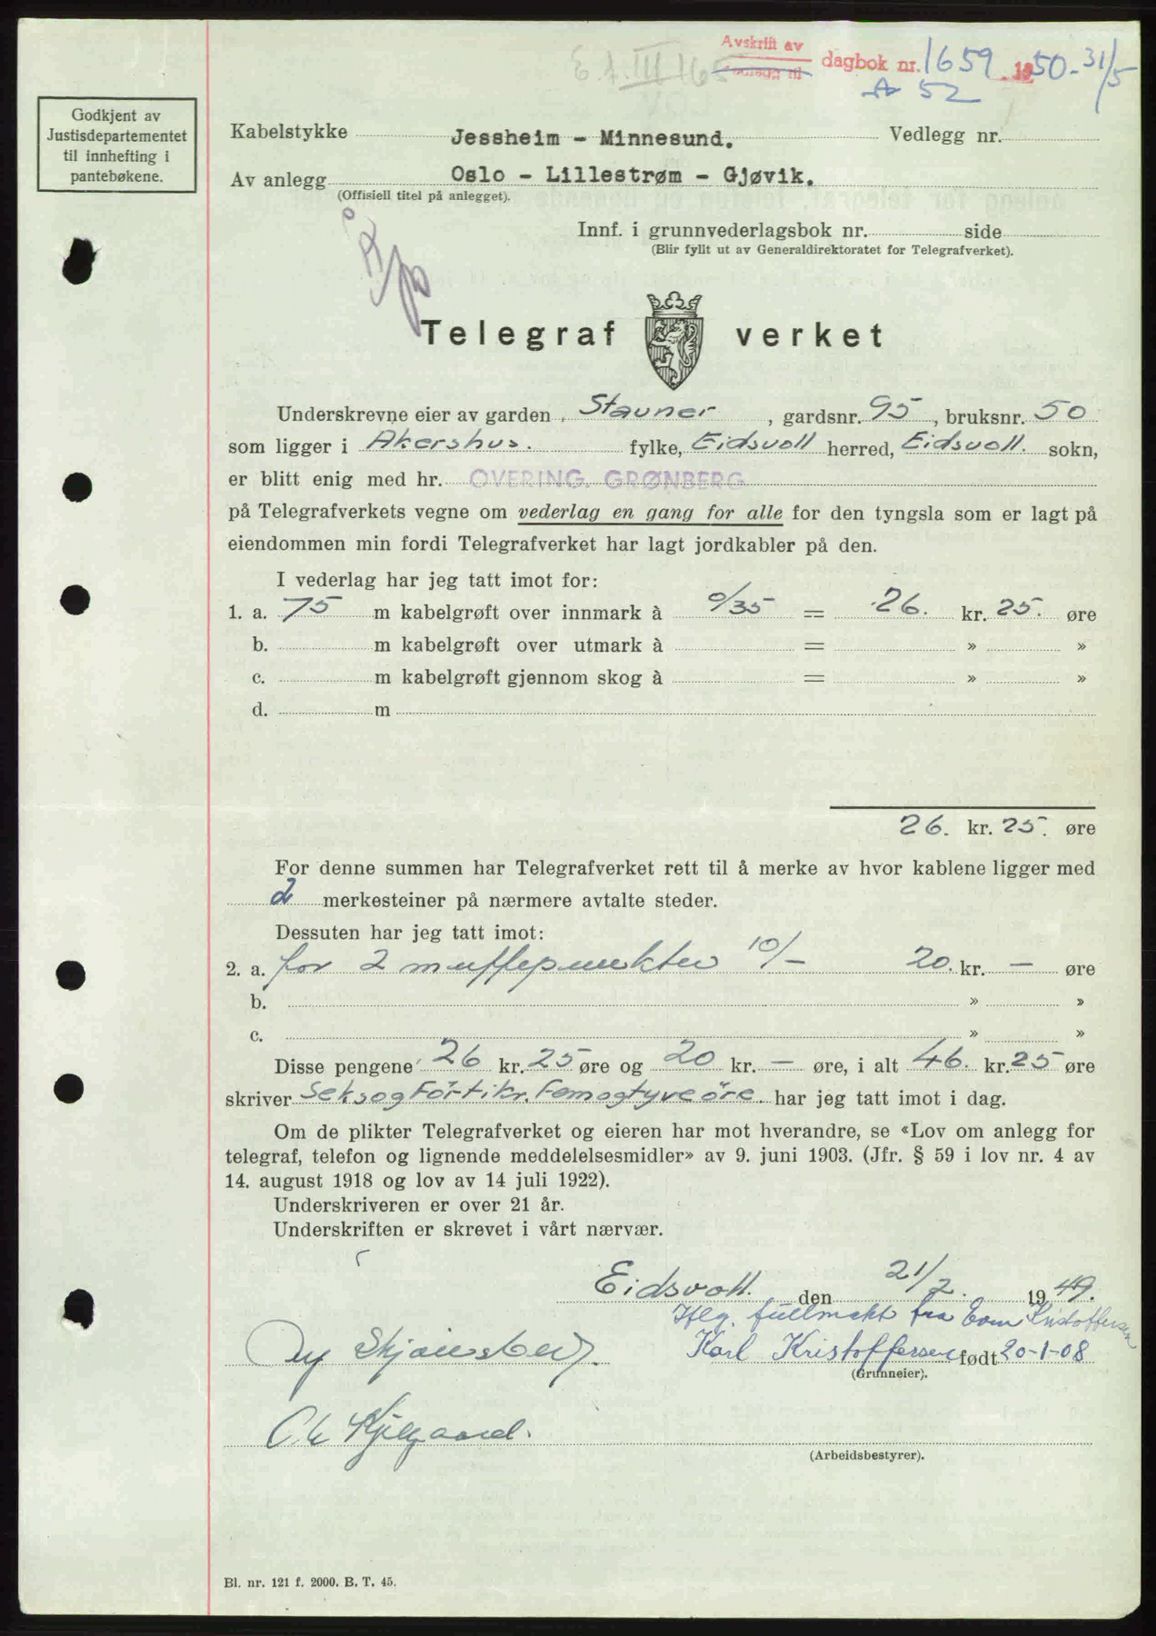 Avskrift av
dagbok nr. 1659 1950-31/5
52
Godkjent av
Justisdepartementet
til innhefting i
pantebøkene.
Kabelstykke Jessheim - Minnesund. Vedlegg nr.
Av anlegg Oslo - Lillestrøm - Gjøvik.
(Offisiell titel på anlegget).
Innf. i grunnvederlagsbok nr. side
(Blir fyllt ut av Generaldirektoratet for Telegrafverket).
Telegrafverket
Underskrevne eier av garden Stauner, gardsnr. 95, bruksnr. 50
som ligger i Akershus. fylke, Eidsvoll herred, Eidsvoll. sokn,
er blitt enig med hr. OVERING. GRØNBERG
på Telegrafverkets vegne om vederlag en gang for alle for den tyngsla som er lagt på
eiendommen min fordi Telegrafverket har lagt jordkabler på den.
I vederlag har jeg tatt imot for:
1. a. 75 m kabelgrøft over innmark à 0/35 = 26. kr. 25. øre
b. m kabelgrøft over utmark à = » »
c. m kabelgrøft gjennom skog à = » »
d. m
26. kr. 25. øre
For denne summen har Telegrafverket rett til å merke av hvor kablene ligger med
2 merkesteiner på nærmere avtalte steder.
Dessuten har jeg tatt imot:
2. a. for 2 muffepunkter 10/- 20. kr. - øre
b. » »
c. » »
Disse pengene 26 kr. 25 øre og 20 kr. - øre, i alt 46. kr. 25 øre
skriver Seksogførti kr. femogtyve øre. har jeg tatt imot i dag.
Om de plikter Telegrafverket og eieren har mot hverandre, se «Lov om anlegg for
telegraf, telefon og lignende meddelelsesmidler» av 9. juni 1903. (Jfr. § 59 i lov nr. 4 av
14. august 1918 og lov av 14 juli 1922).
Underskriveren er over 21 år.
Underskriften er skrevet i vårt nærvær.
Eidsvoll. den 21/2. 1949.
Iflg. fullmakt fra Kristoffersen
Karl Kristoffersen født 20-1-08
(Grunneier).
(Arbeidsbestyrer).
Bl. nr. 121 f. 2000. B. T. 45.